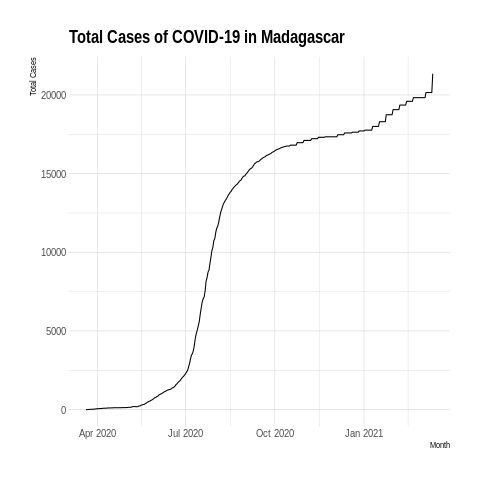 Total Cases of COVID-19 in Madagascar
Total Cases
20000
15000
10000
5000
0
Apr 2020 Jul 2020 Oct 2020 Jan 2021
Month